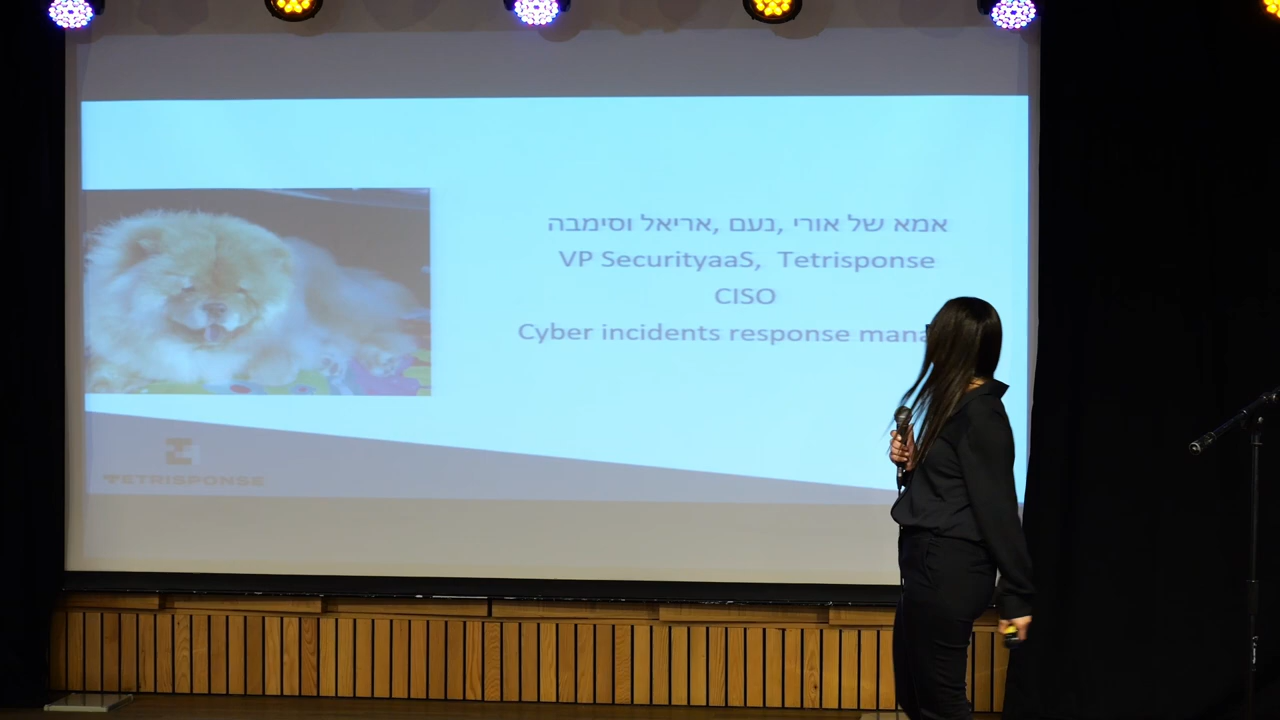 אמא של אורי ,נעם ,אריאל וסימבה
VP SecurityaaS, Tetrisponse
CISO
Cyber incidents response
TETRISPONSE